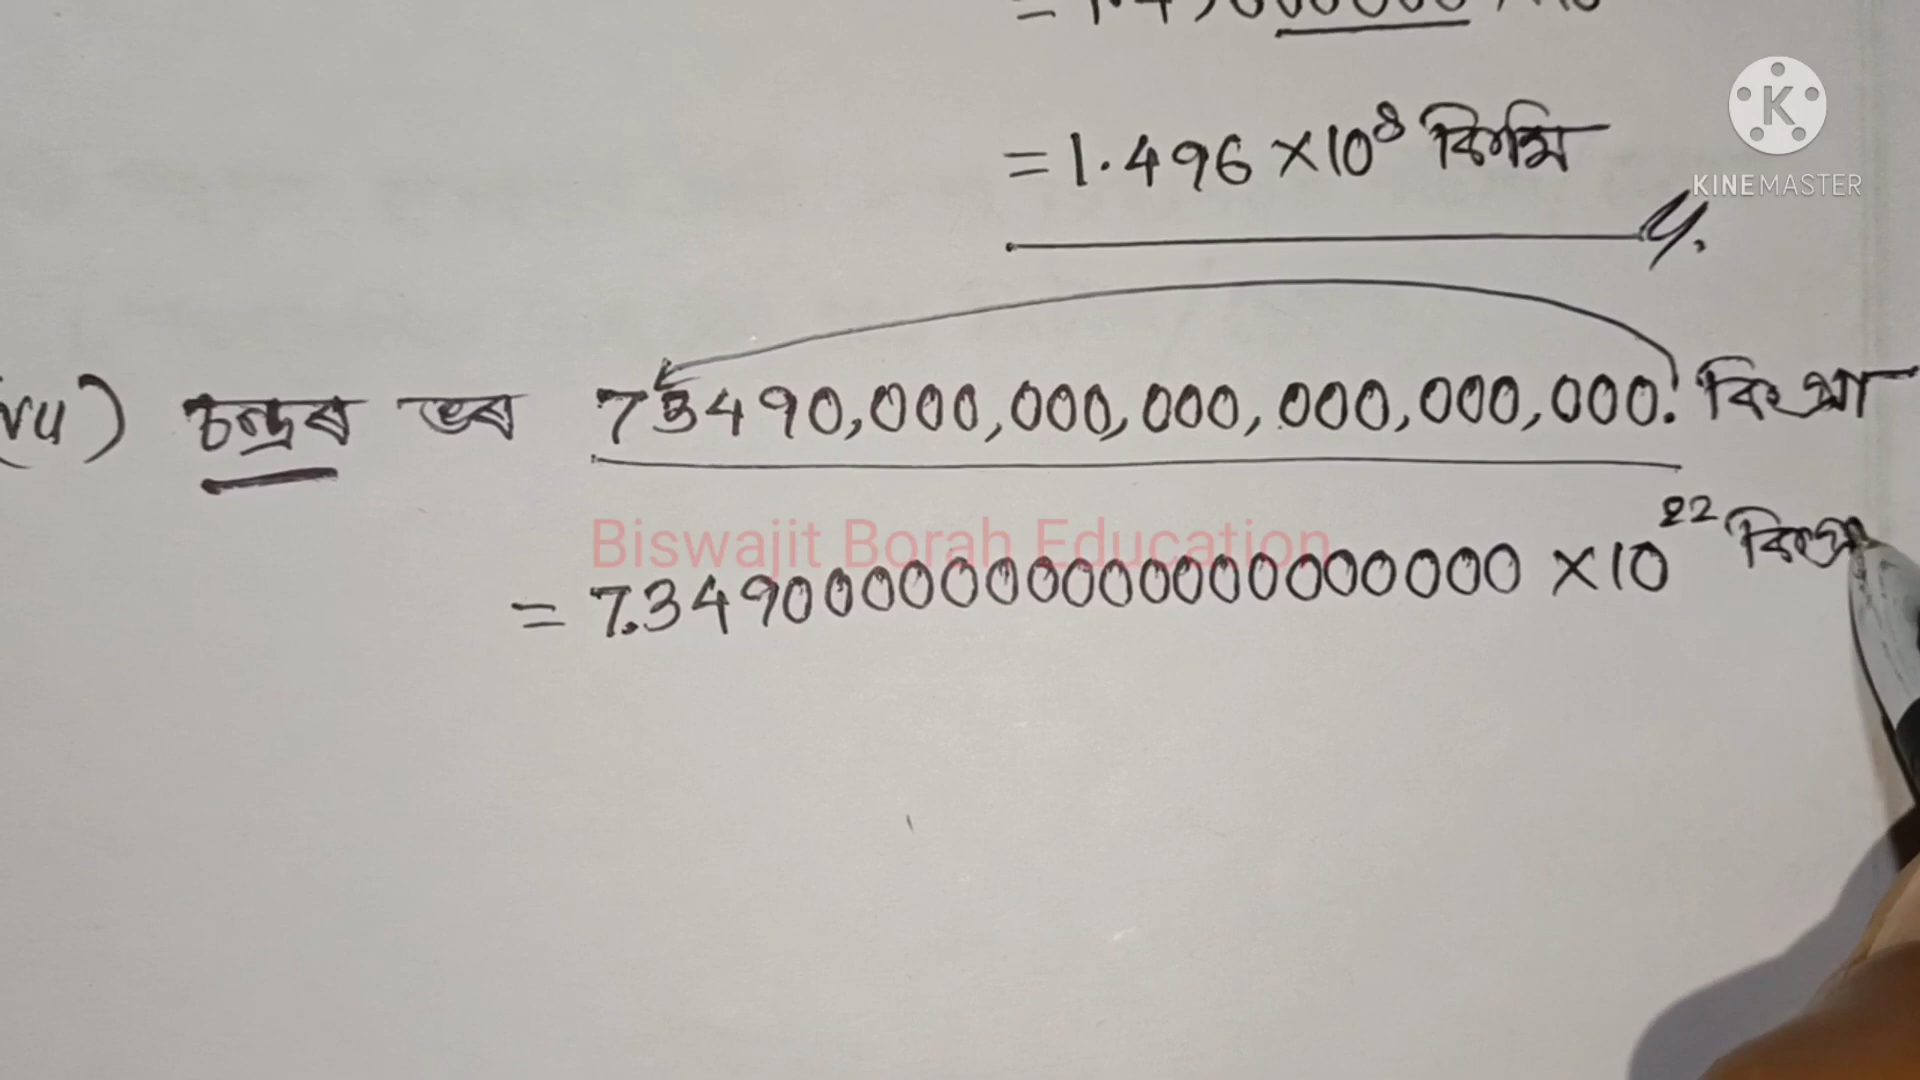 = 1.496 × 10⁸ কিমি
KINEMASTER
(vii) চন্দ্ৰৰ ভৰ 73490,000,000,000,000,000,000. কিঃগ্ৰা
Biswajit Borah Education
= 7.3490000000000000000000 × 10²² কিঃগ্ৰা